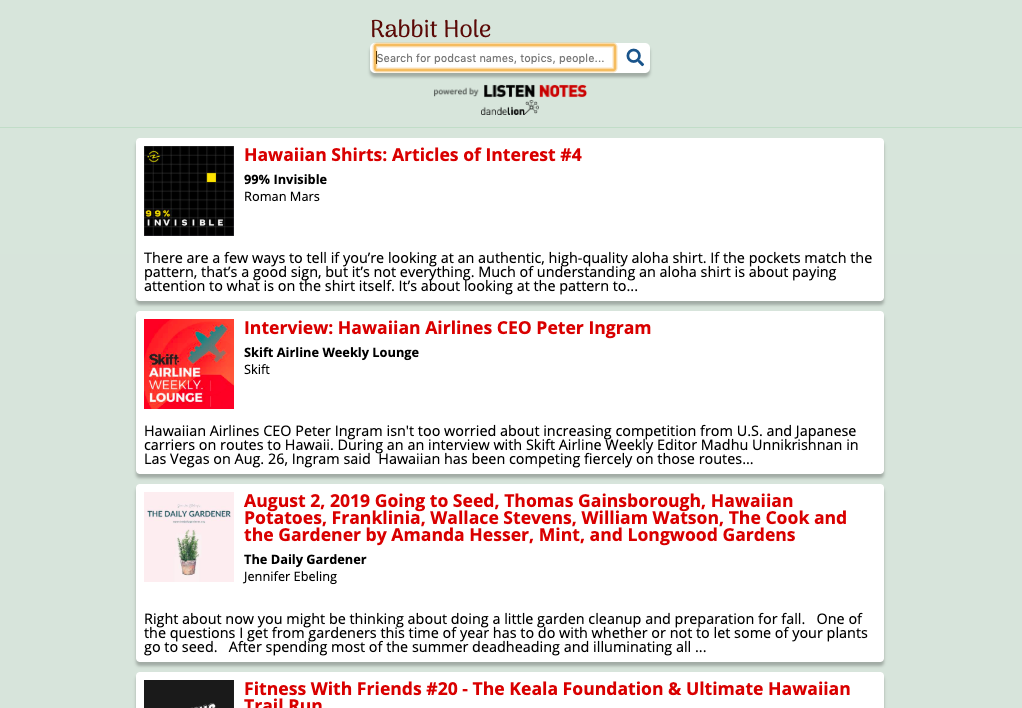 Rabbit Hole
Search for podcast names, topics, people...
powered by LISTEN NOTES
dandelion
99%
INVISIBLE
Hawaiian Shirts: Articles of Interest #4
99% Invisible
Roman Mars
There are a few ways to tell if you’re looking at an authentic, high-quality aloha shirt. If the pockets match the
pattern, that’s a good sign, but it’s not everything. Much of understanding an aloha shirt is about paying
attention to what is on the shirt itself. It’s about looking at the pattern to...
Skift
AIRLINE
WEEKLY.
LOUNGE
Interview: Hawaiian Airlines CEO Peter Ingram
Skift Airline Weekly Lounge
Skift
Hawaiian Airlines CEO Peter Ingram isn't too worried about increasing competition from U.S. and Japanese
carriers on routes to Hawaii. During an an interview with Skift Airline Weekly Editor Madhu Unnikrishnan in
Las Vegas on Aug. 26, Ingram said  Hawaiian has been competing fiercely on those routes...
THE DAILY GARDENER
August 2, 2019 Going to Seed, Thomas Gainsborough, Hawaiian
Potatoes, Franklinia, Wallace Stevens, William Watson, The Cook and
the Gardener by Amanda Hesser, Mint, and Longwood Gardens
The Daily Gardener
Jennifer Ebeling
Right about now you might be thinking about doing a little garden cleanup and preparation for fall.   One of
the questions I get from gardeners this time of year has to do with whether or not to let some of your plants
go to seed.   After spending most of the summer deadheading and illuminating all ...
Fitness With Friends #20 - The Keala Foundation & Ultimate Hawaiian
Trail Run